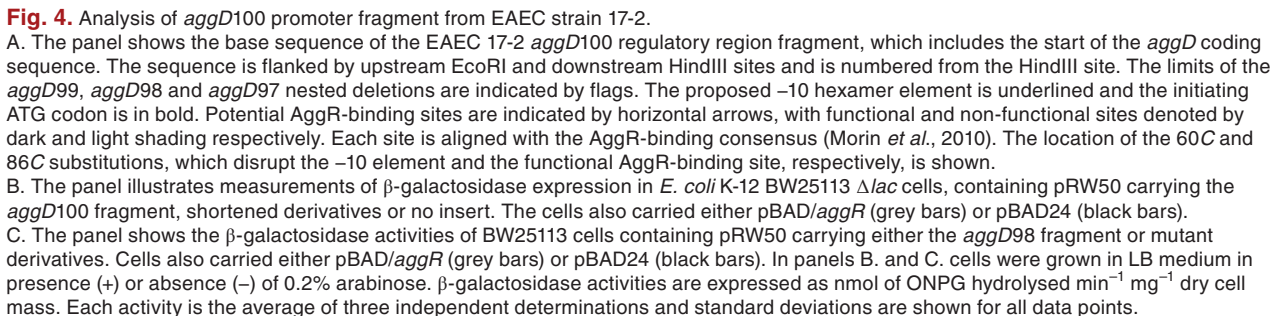 Fig. 4. Analysis of aggD100 promoter fragment from EAEC strain 17-2.
A. The panel shows the base sequence of the EAEC 17-2 aggD100 regulatory region fragment, which includes the start of the aggD coding
sequence. The sequence is flanked by upstream EcoRI and downstream HindIII sites and is numbered from the HindIII site. The limits of the
aggD99, aggD98 and aggD97 nested deletions are indicated by flags. The proposed −10 hexamer element is underlined and the initiating
ATG codon is in bold. Potential AggR-binding sites are indicated by horizontal arrows, with functional and non-functional sites denoted by
dark and light shading respectively. Each site is aligned with the AggR-binding consensus (Morin et al., 2010). The location of the 60C and
86C substitutions, which disrupt the −10 element and the functional AggR-binding site, respectively, is shown.
B. The panel illustrates measurements of β-galactosidase expression in E. coli K-12 BW25113 Δlac cells, containing pRW50 carrying the
aggD100 fragment, shortened derivatives or no insert. The cells also carried either pBAD/aggR (grey bars) or pBAD24 (black bars).
C. The panel shows the β-galactosidase activities of BW25113 cells containing pRW50 carrying either the aggD98 fragment or mutant
derivatives. Cells also carried either pBAD/aggR (grey bars) or pBAD24 (black bars). In panels B. and C. cells were grown in LB medium in
presence (+) or absence (−) of 0.2% arabinose. β-galactosidase activities are expressed as nmol of ONPG hydrolysed min⁻¹ mg⁻¹ dry cell
mass. Each activity is the average of three independent determinations and standard deviations are shown for all data points.